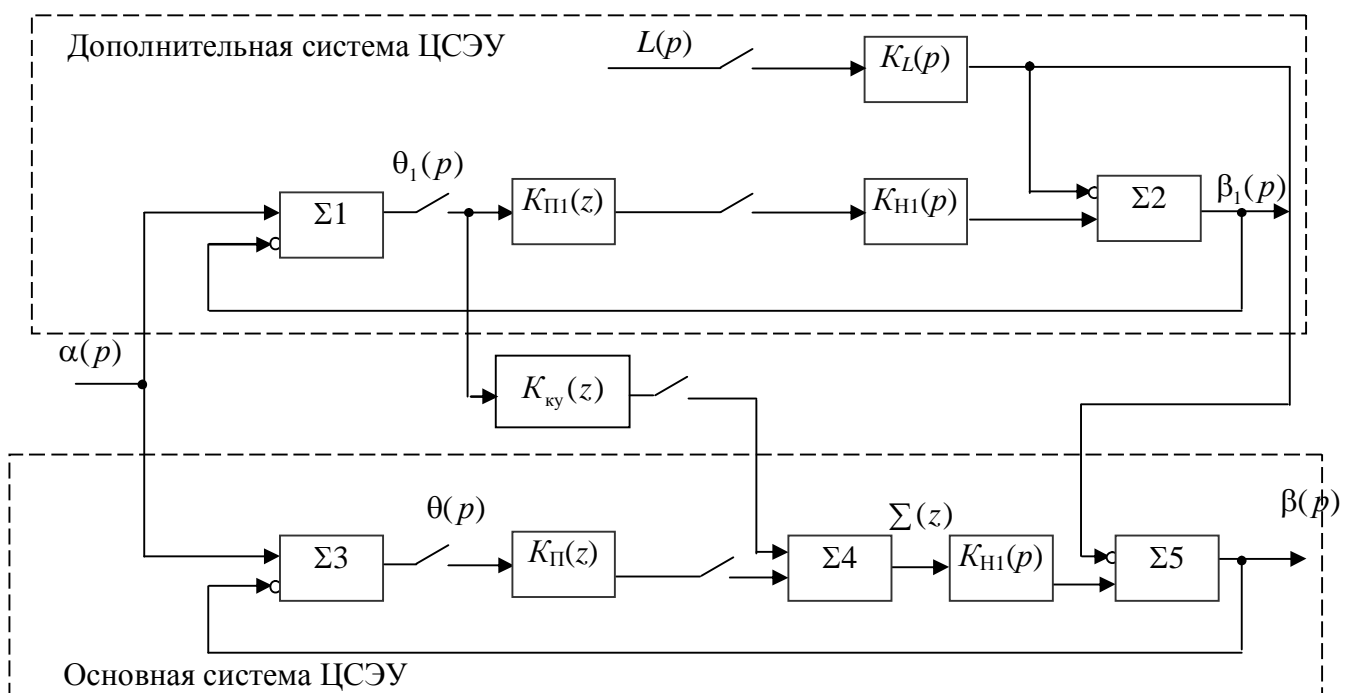 Дополнительная система ЦСЭУ
L(p)
K_L(p)
θ₁(p)
Σ1
K_П1(z)
K_Н1(p)
Σ2
β₁(p)
α(p)
K_ку(z)
Σ3
θ(p)
K_П(z)
Σ4
∑(z)
K_Н1(p)
Σ5
β(p)
Основная система ЦСЭУ